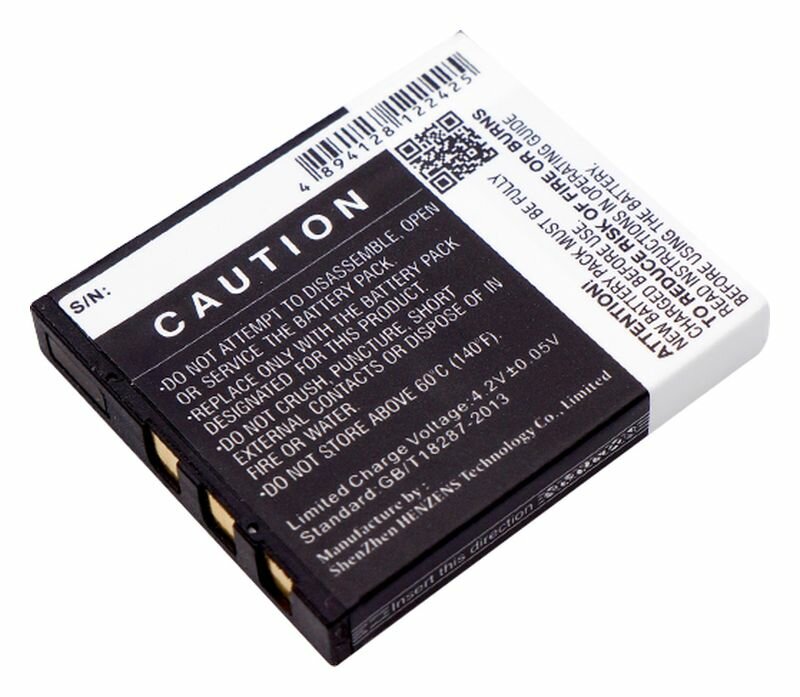 S/N:
4 894128 122425
CAUTION
•DO NOT ATTEMPT TO DISASSEMBLE, OPEN
OR SERVICE THE BATTERY PACK.
•REPLACE ONLY WITH THE BATTERY PACK
DESIGNATED FOR THIS PRODUCT.
•DO NOT CRUSH, PUNCTURE, SHORT
EXTERNAL CONTACTS OR DISPOSE OF IN
FIRE OR WATER.
•DO NOT STORE ABOVE 60℃ (140℉)
Limited Charge Voltage:4.2V±0.05V
Standard:GB/T18287-2013
Manufacture by:
ShenZhen HENZENS Technology Co., Limited
ATTENTION!
NEW BATTERY PACK MUST BE FULLY
CHARGED BEFORE USE.
TO REDUCE RISK OF FIRE OR BURNS
READ INSTRUCTIONS IN OPERATING GUIDE
BEFORE USING THE BATTERY.
Insert this direction